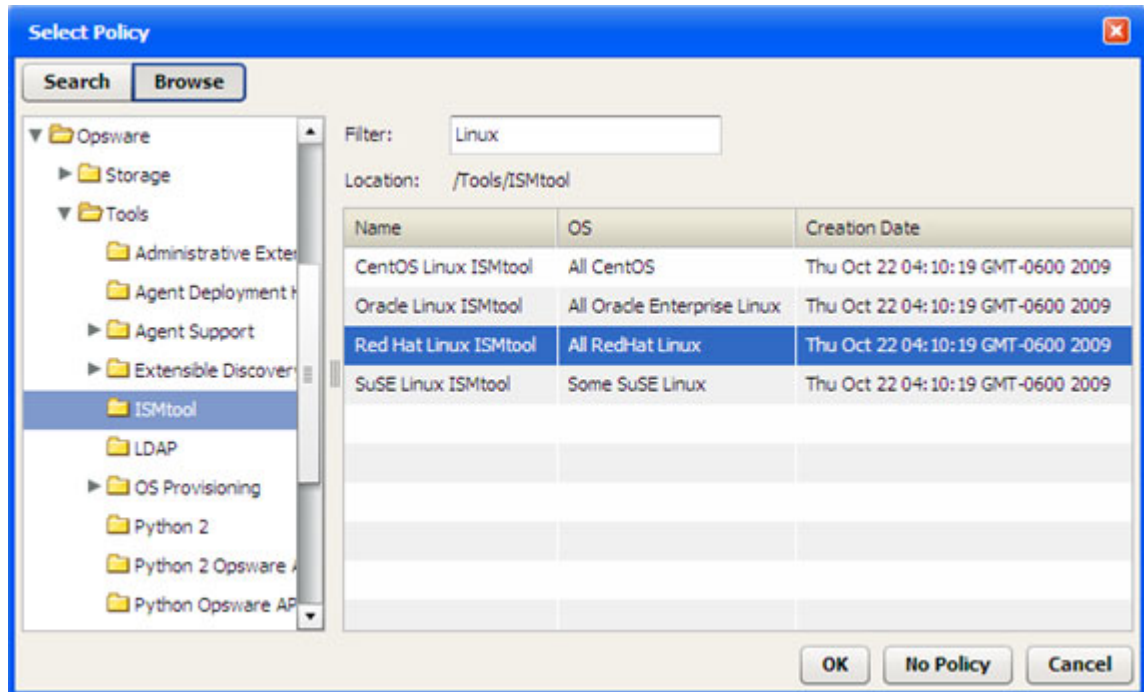 Select Policy
Search Browse
Opsware
Storage
Tools
Administrative Exter
Agent Deployment
Agent Support
Extensible Discover
ISMtool
LDAP
OS Provisioning
Python 2
Python 2 Opsware
Python Opsware AP
Filter: Linux
Location: /Tools/ISMtool
Name OS Creation Date
CentOS Linux ISMtool All CentOS Thu Oct 22 04:10:19 GMT-0600 2009
Oracle Linux ISMtool All Oracle Enterprise Linux Thu Oct 22 04:10:19 GMT-0600 2009
Red Hat Linux ISMtool All RedHat Linux Thu Oct 22 04:10:19 GMT-0600 2009
SuSE Linux ISMtool Some SuSE Linux Thu Oct 22 04:10:19 GMT-0600 2009
OK No Policy Cancel